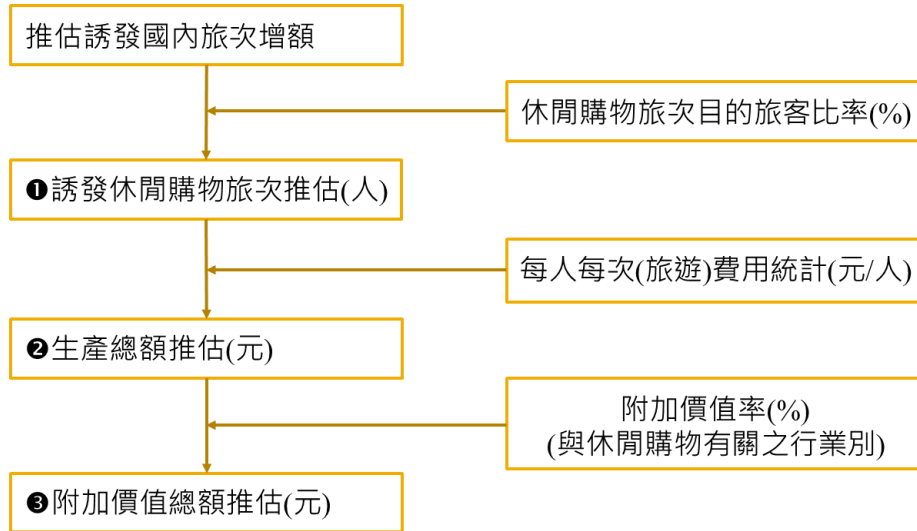 推估誘發國內旅次增額
休閒購物旅次目的旅客比率(%)
❶誘發休閒購物旅次推估(人)
每人每次(旅遊)費用統計(元/人)
❷生產總額推估(元)
附加價值率(%)
(與休閒購物有關之行業別)
❸附加價值總額推估(元)